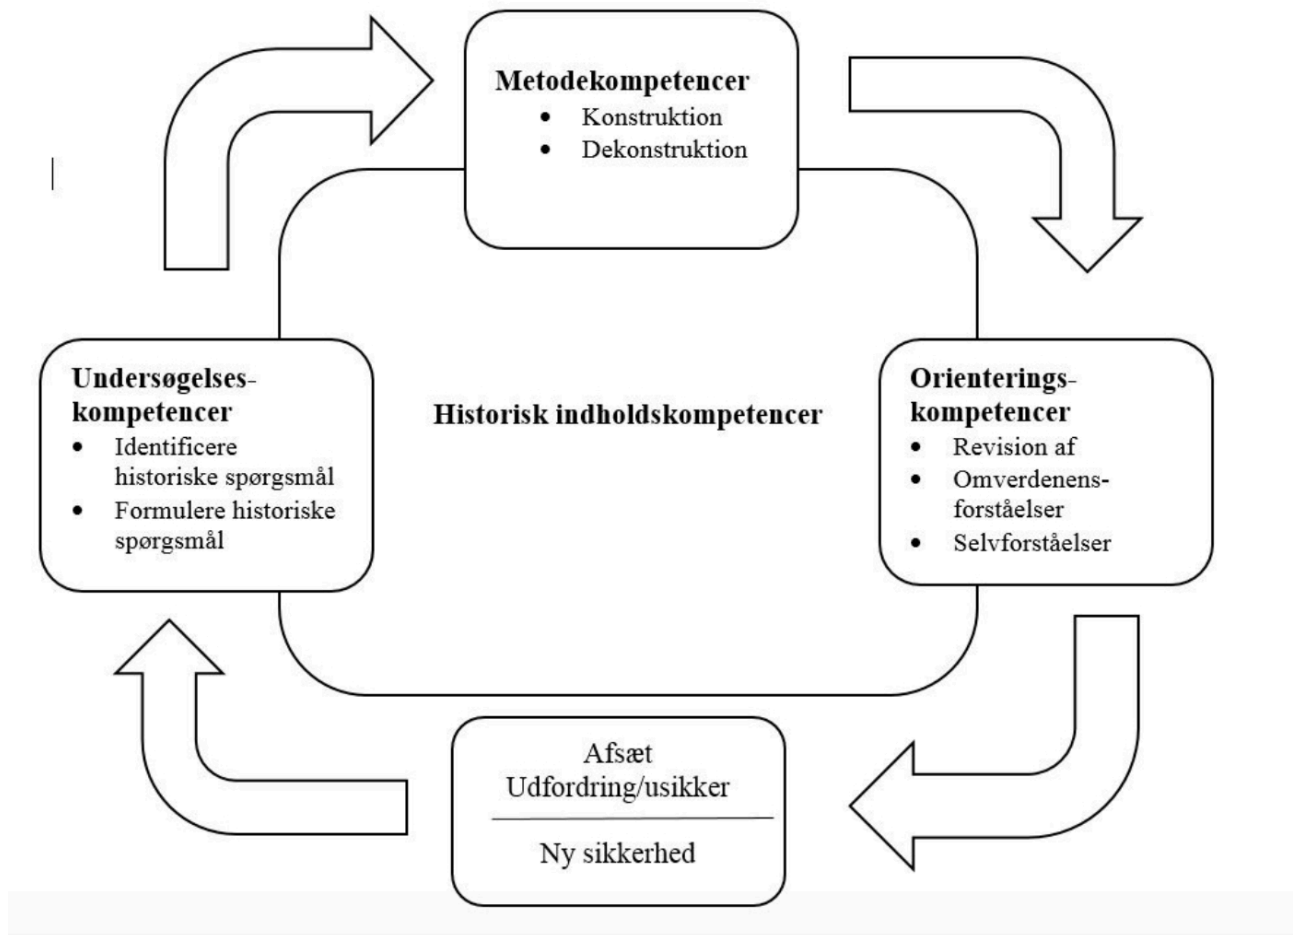 Metodekompetencer
• Konstruktion
• Dekonstruktion
Undersøgelses-
kompetencer
• Identificere
historiske spørgsmål
• Formulere historiske
spørgsmål
Historisk indholdskompetencer
Orienterings-
kompetencer
• Revision af
• Omverdenens-
forståelser
• Selvforståelser
Afsæt
Udfordring/usikker
Ny sikkerhed